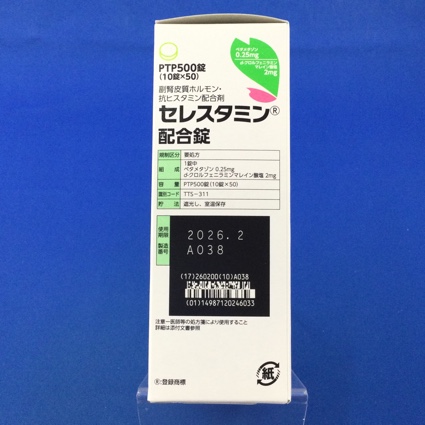 ベタメタゾン
0.25mg
d-クロルフェニラミン
マレイン酸塩
2mg
PTP500錠
(10錠×50)
副腎皮質ホルモン・
抗ヒスタミン配合剤
セレスタミン®
配合錠
規制区分 要処方
組成 1錠中
ベタメタゾン 0.25mg
d-クロルフェニラミンマレイン酸塩 2mg
容量 PTP500錠(10錠×50)
識別コード TTS-311
貯法 遮光し、室温保存
使用期限 2026.2
製造番号 A038
(17)260200(10)A038
(01)14987120246033
注意-医師等の処方箋により使用すること
詳細は添付文書参照
紙
®:登録商標